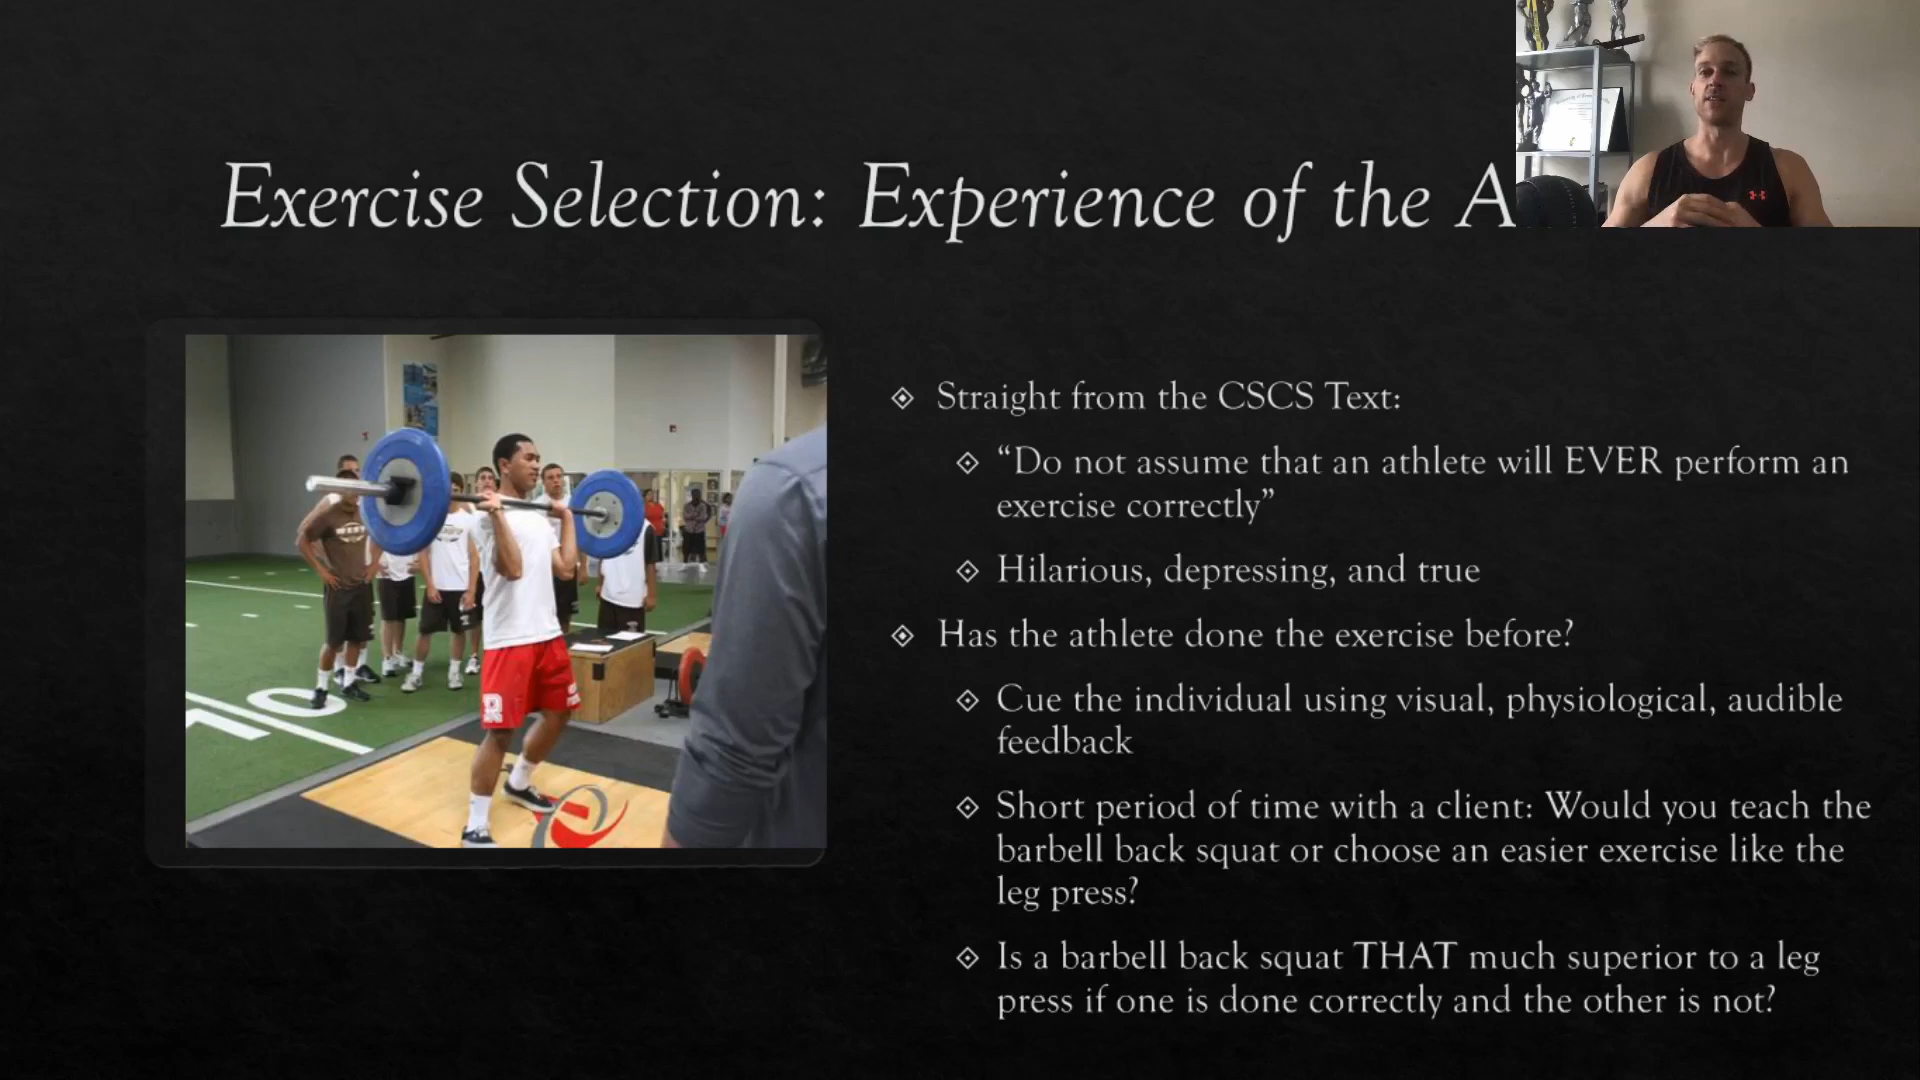 Exercise Selection: Experience of the A
Straight from the CSCS Text:
“Do not assume that an athlete will EVER perform an
exercise correctly”
Hilarious, depressing, and true
Has the athlete done the exercise before?
Cue the individual using visual, physiological, audible
feedback
Short period of time with a client: Would you teach the
barbell back squat or choose an easier exercise like the
leg press?
Is a barbell back squat THAT much superior to a leg
press if one is done correctly and the other is not?
R